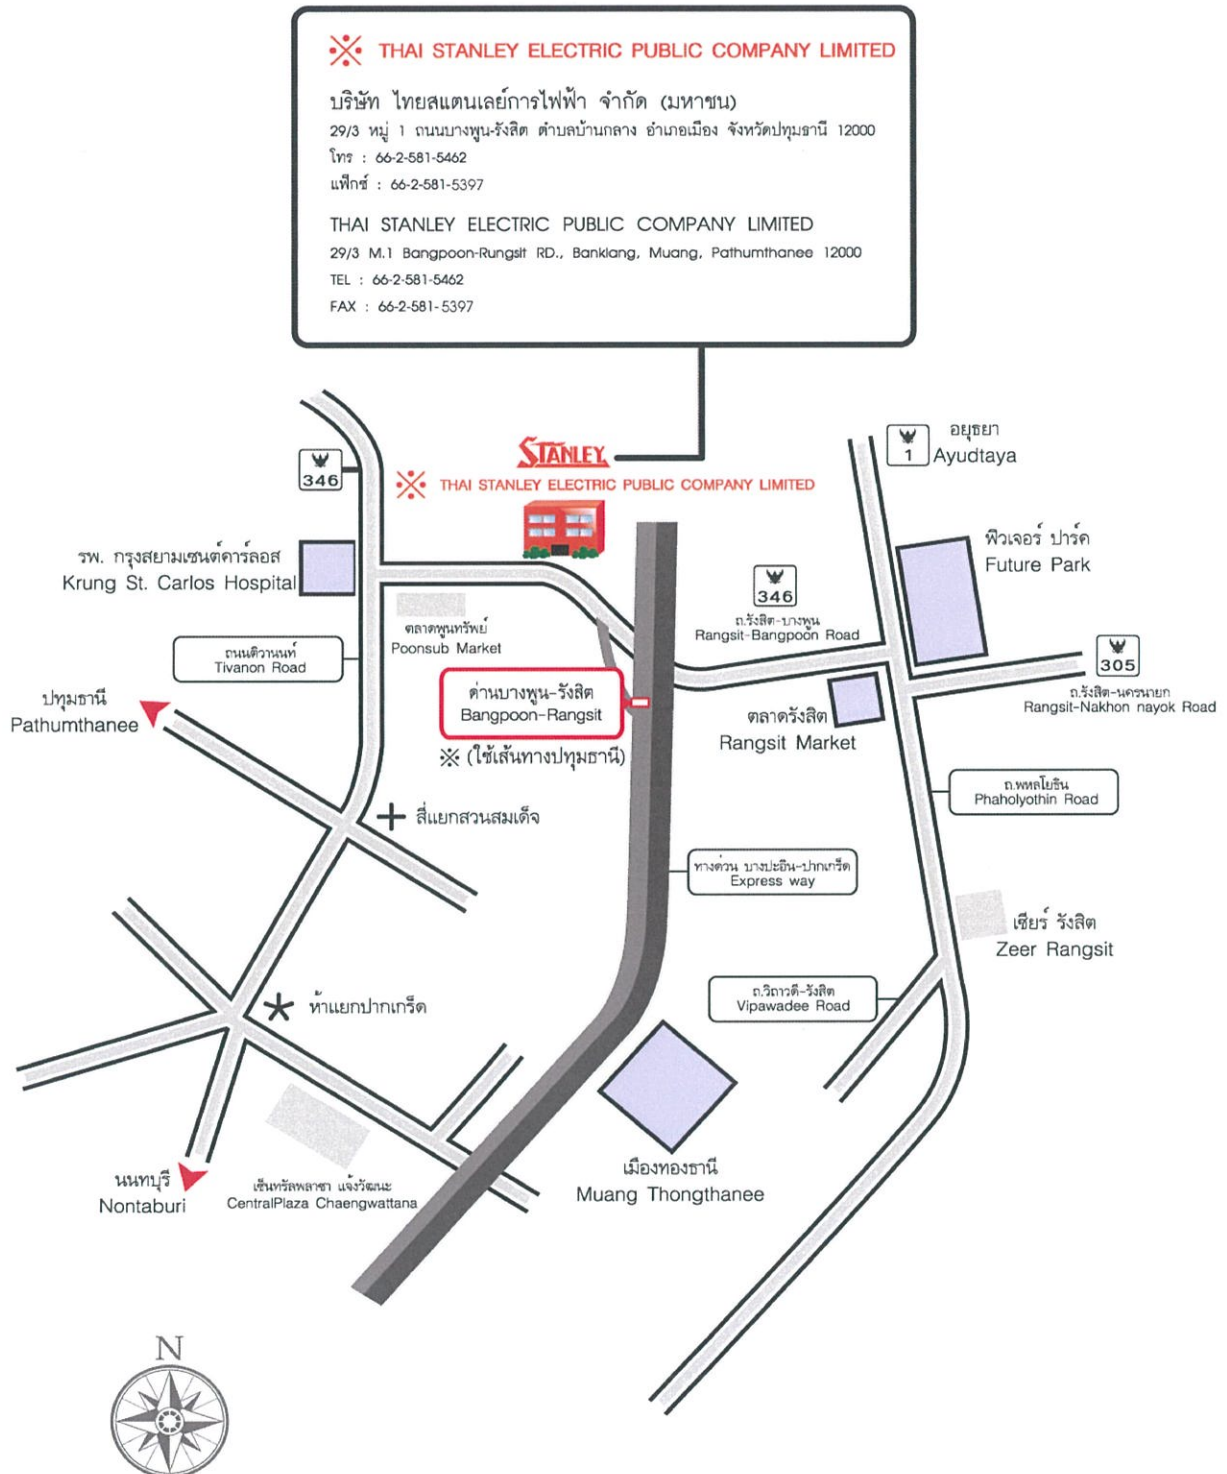 ※ THAI STANLEY ELECTRIC PUBLIC COMPANY LIMITED
บริษัท ไทยสแตนเลย์การไฟฟ้า จำกัด (มหาชน)
29/3 หมู่ 1 ถนนบางพูน-รังสิต ตำบลบ้านกลาง อำเภอเมือง จังหวัดปทุมธานี 12000
โทร : 66-2-581-5462
แฟ็กซ์ : 66-2-581-5397
THAI STANLEY ELECTRIC PUBLIC COMPANY LIMITED
29/3 M.1 Bangpoon-Rungsit RD., Banklang, Muang, Pathumthanee 12000
TEL : 66-2-581-5462
FAX : 66-2-581-5397
STANLEY
※ THAI STANLEY ELECTRIC PUBLIC COMPANY LIMITED
346
1
อยุธยา
Ayudtaya
รพ. กรุงสยามเซนต์คาร์ลอส
Krung St. Carlos Hospital
ฟิวเจอร์ ปาร์ค
Future Park
346
ถ.รังสิต-บางพูน
Rangsit-Bangpoon Road
ตลาดพูนทรัพย์
Poonsub Market
ถนนติวานนท์
Tivanon Road
305
ถ.รังสิต-นครนายก
Rangsit-Nakhon nayok Road
ปทุมธานี
Pathumthanee
ด่านบางพูน-รังสิต
Bangpoon-Rangsit
※ (ใช้เส้นทางปทุมธานี)
ตลาดรังสิต
Rangsit Market
ถ.พหลโยธิน
Phaholyothin Road
สี่แยกสวนสมเด็จ
ทางด่วน บางปะอิน-ปากเกร็ด
Express way
เซียร์ รังสิต
Zeer Rangsit
ถ.วิภาวดี-รังสิต
Vipawadee Road
ห้าแยกปากเกร็ด
เมืองทองธานี
Muang Thongthanee
นนทบุรี
Nontaburi
เซ็นทรัลพลาซา แจ้งวัฒนะ
CentralPlaza Chaengwattana
N